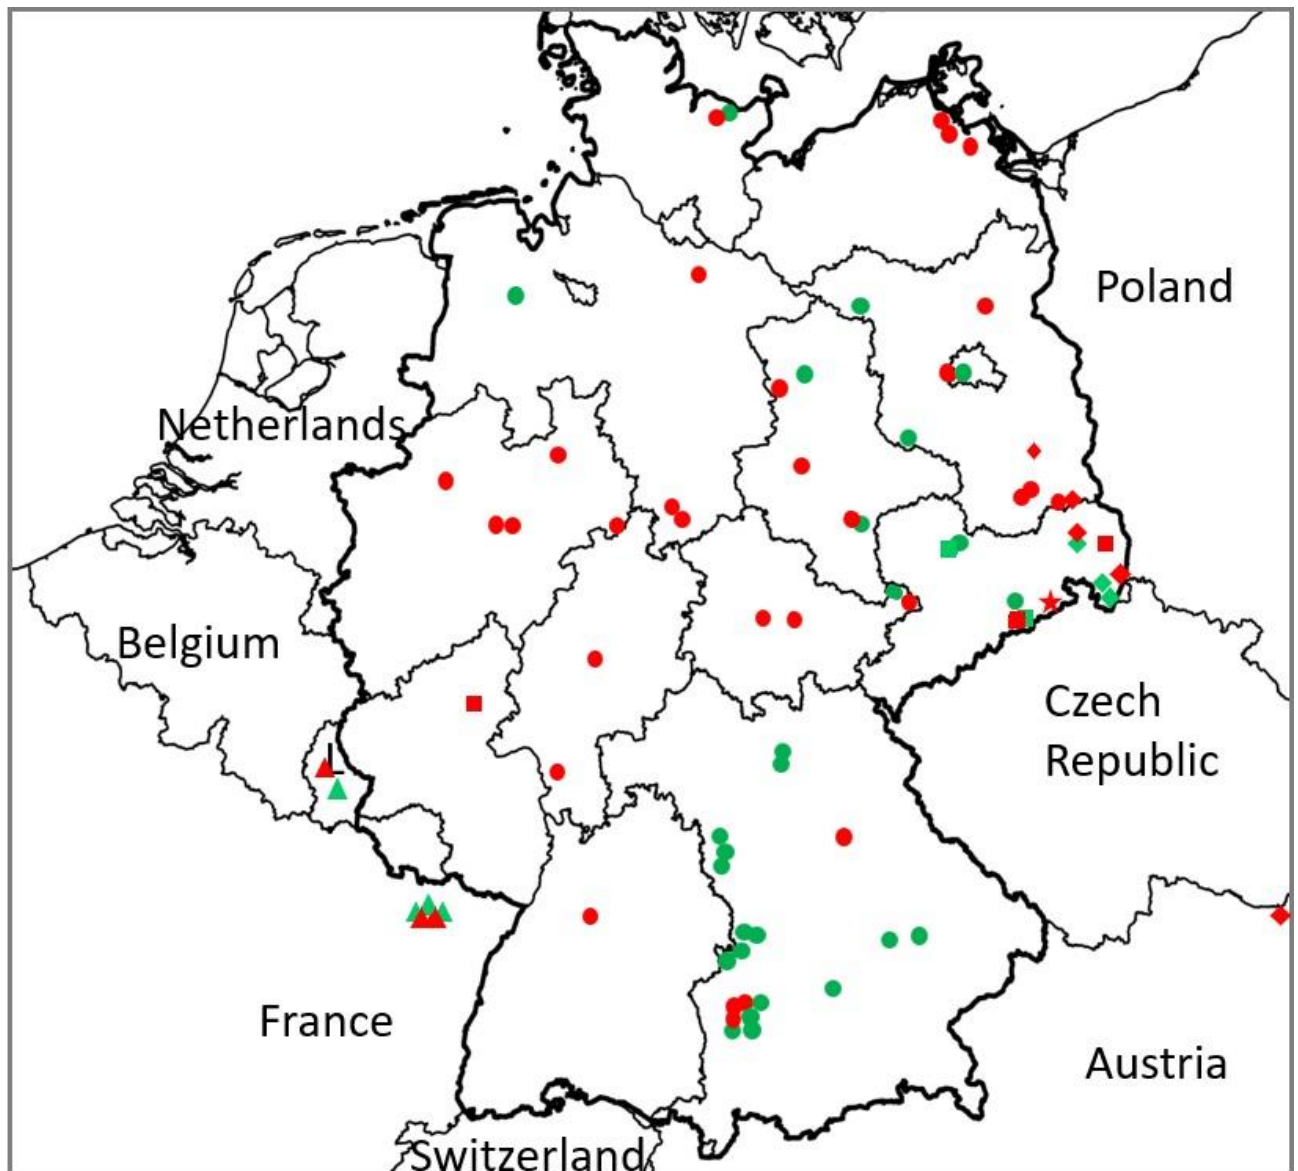 Poland
Netherlands
Belgium
Czech
Republic
L
France
Austria
Switzerland